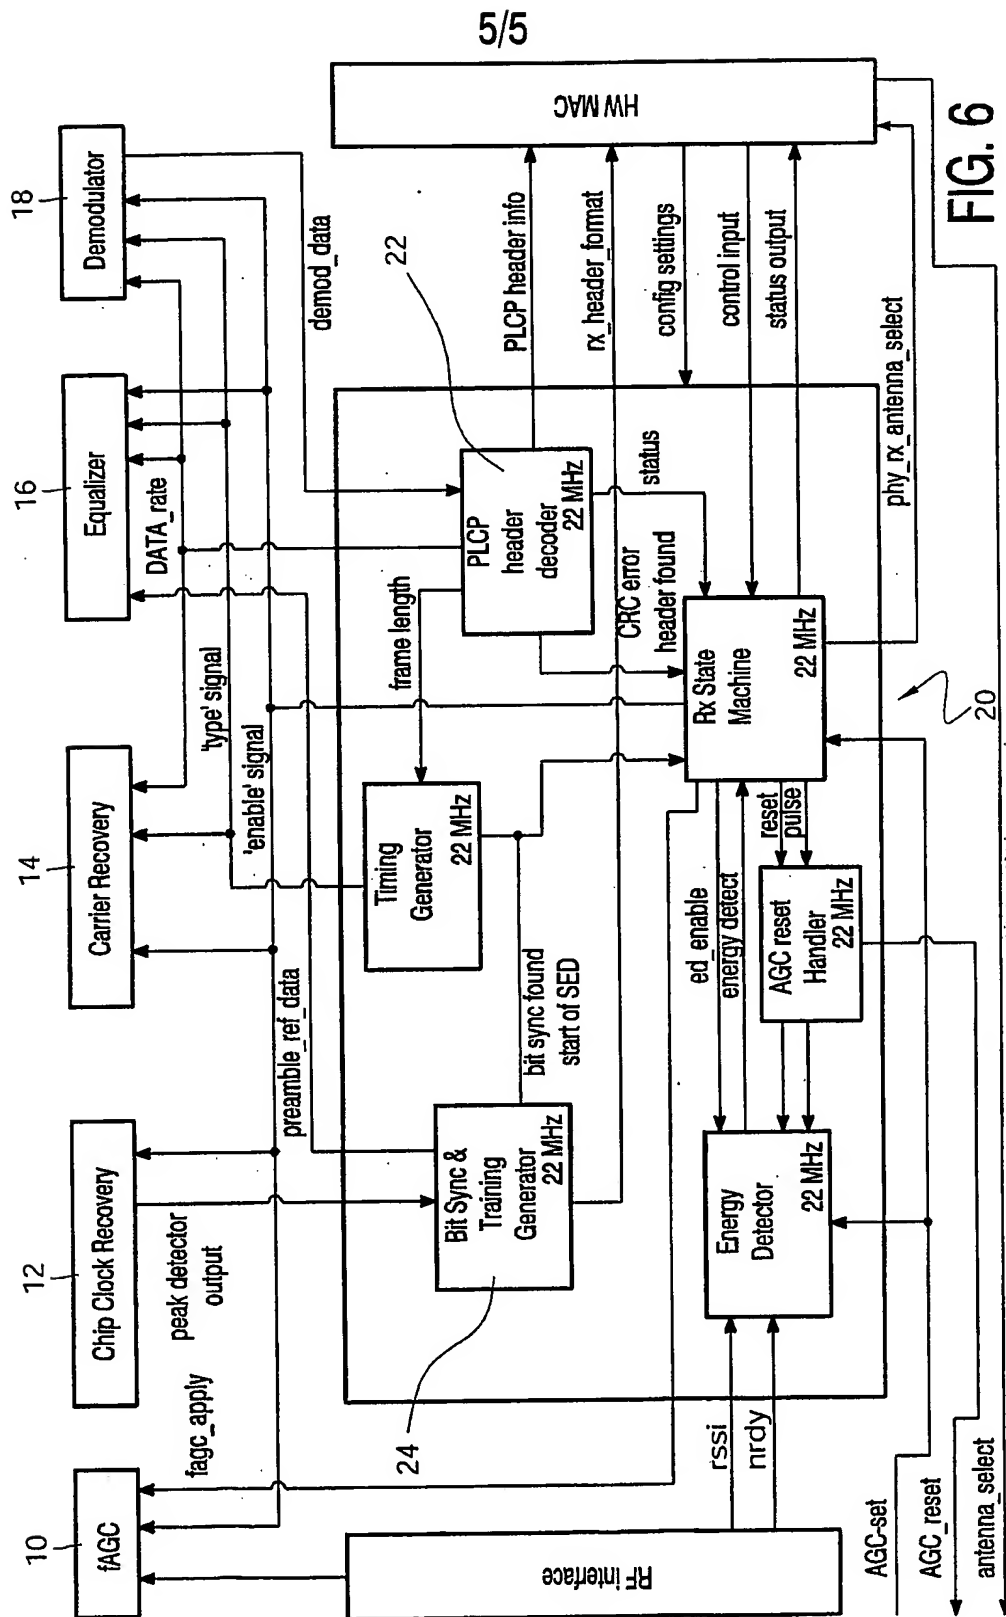 5/5
10
fAGC
12
Chip Clock Recovery
14
Carrier Recovery
16
Equalizer
18
Demodulator
fagc_apply
peak detector
output
preamble_ref_data
'enable' signal
'type' signal
DATA_rate
demod_data
RF interface
HW MAC
24
Bit Sync &
Training
Generator
22 MHz
bit sync found
start of SED
Timing
Generator
22 MHz
frame length
PLCP
header
decoder
22 MHz
22
CRC error
header found
status
PLCP header info
rx_header_format
config settings
control input
status output
phy_rx_antenna_select
rssi
nrdy
Energy
Detector
22 MHz
ed_enable
energy detect
AGC reset
Handler
22 MHz
reset
pulse
Rx State
Machine
22 MHz
20
AGC-set
AGC_reset
antenna_select
FIG. 6